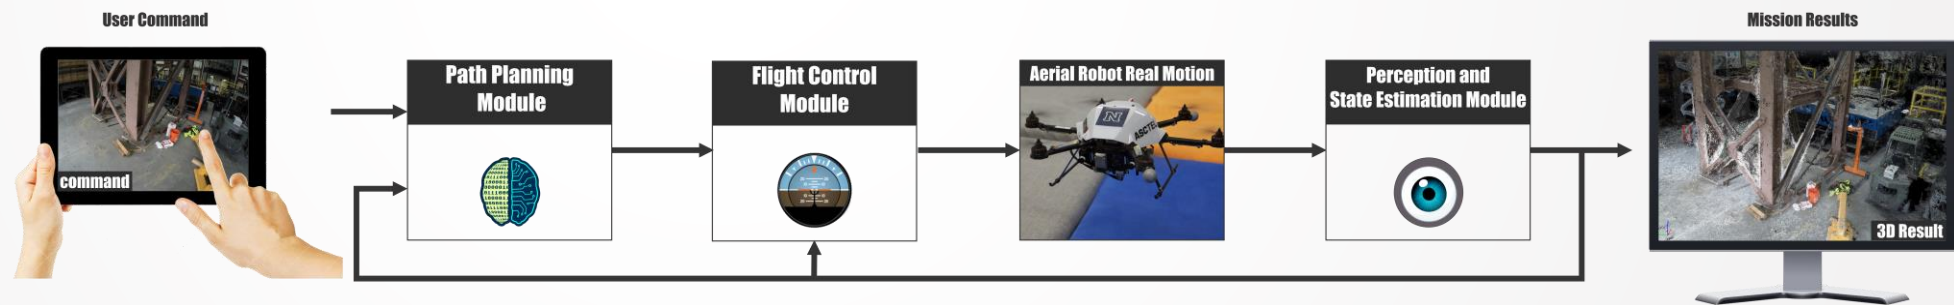 User Command
command
Path Planning
Module
Flight Control
Module
Aerial Robot Real Motion
N
ASCTEC
Perception and
State Estimation Module
Mission Results
3D Result